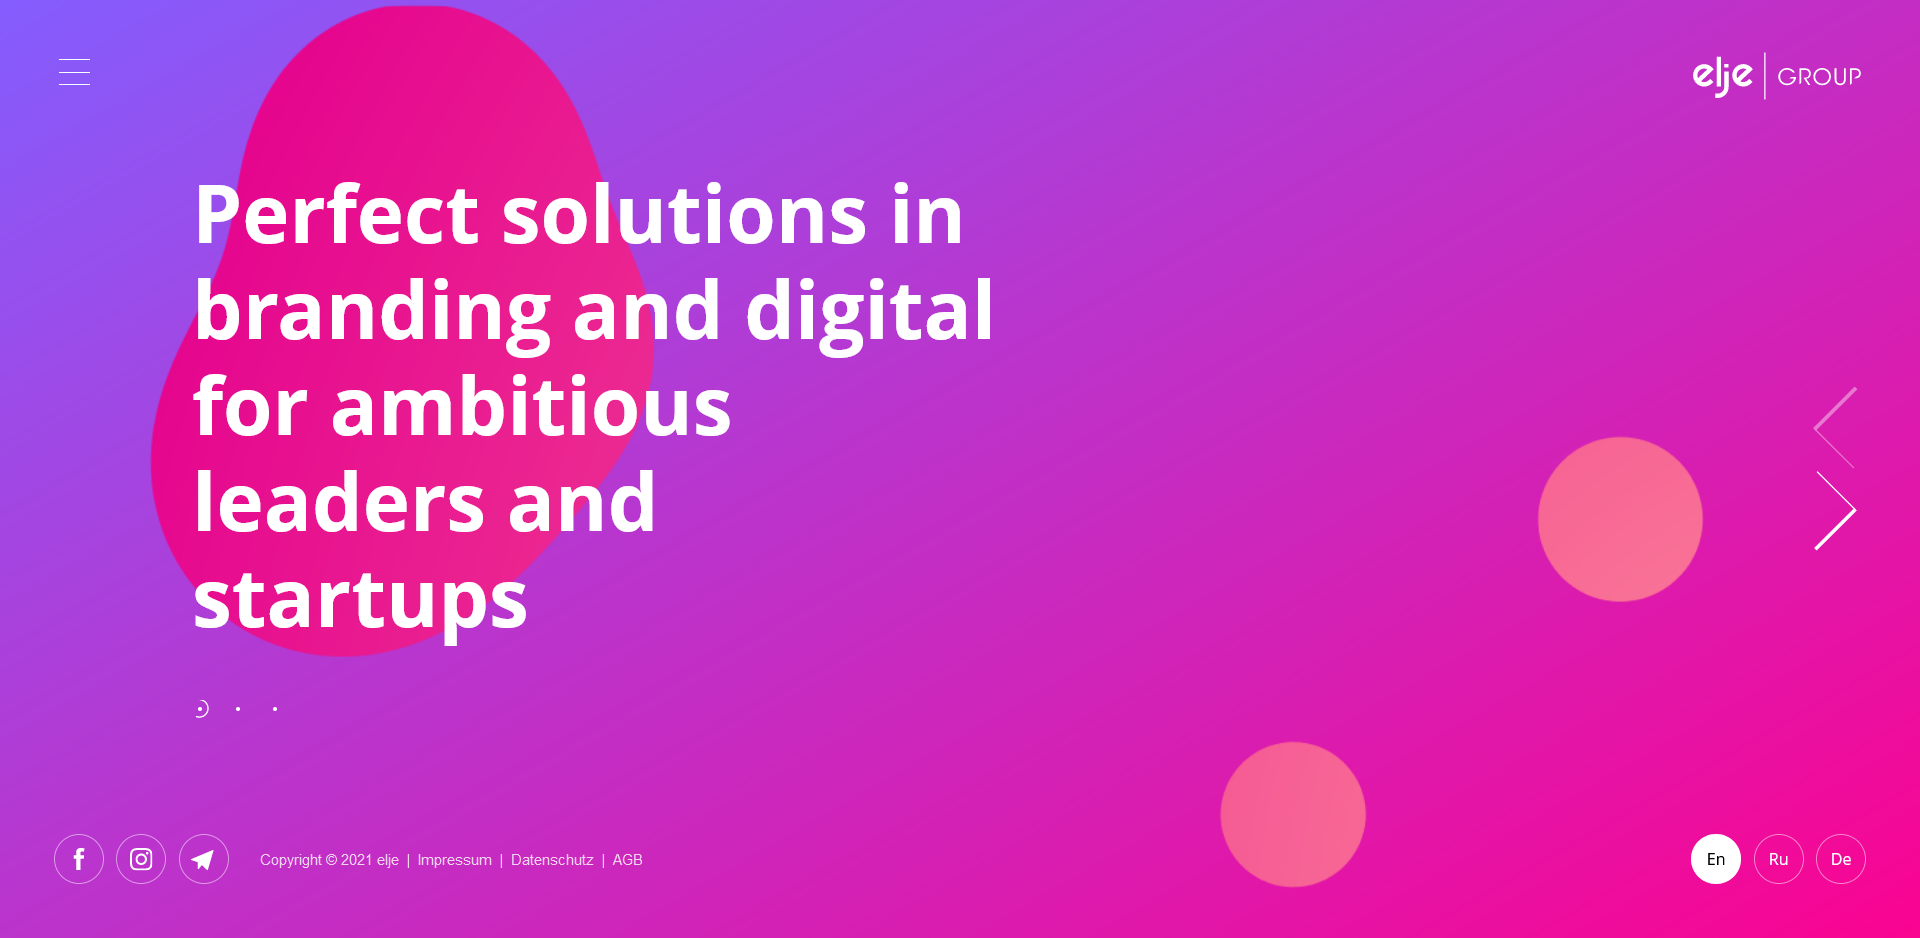 elje GROUP
Perfect solutions in
branding and digital
for ambitious
leaders and
startups
Copyright © 2021 elje | Impressum | Datenschutz | AGB
En Ru De